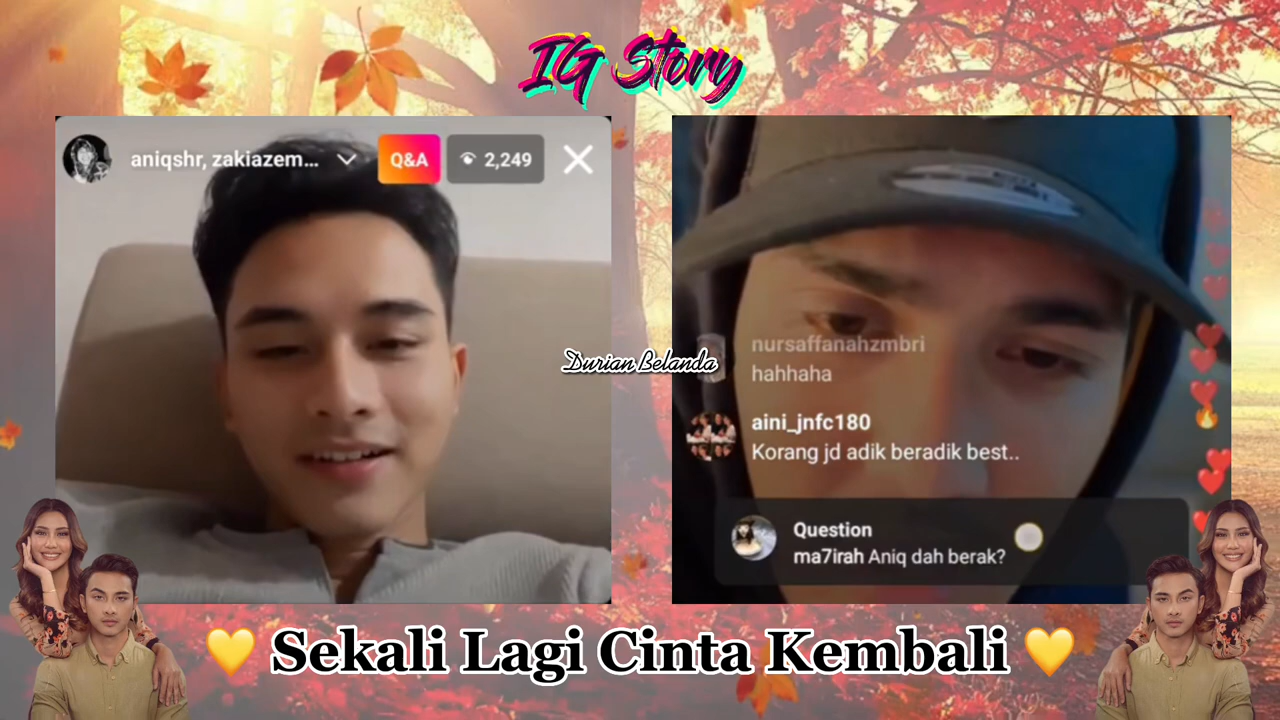 IG Story
aniqshr, zakiazem...
Q&A
2,249
Durian Belanda
nursaffanahzmbri
hahhaha
aini_jnfc180
Korang jd adik beradik best..
Question
ma7irah Aniq dah berak?
💛 Sekali Lagi Cinta Kembali 💛